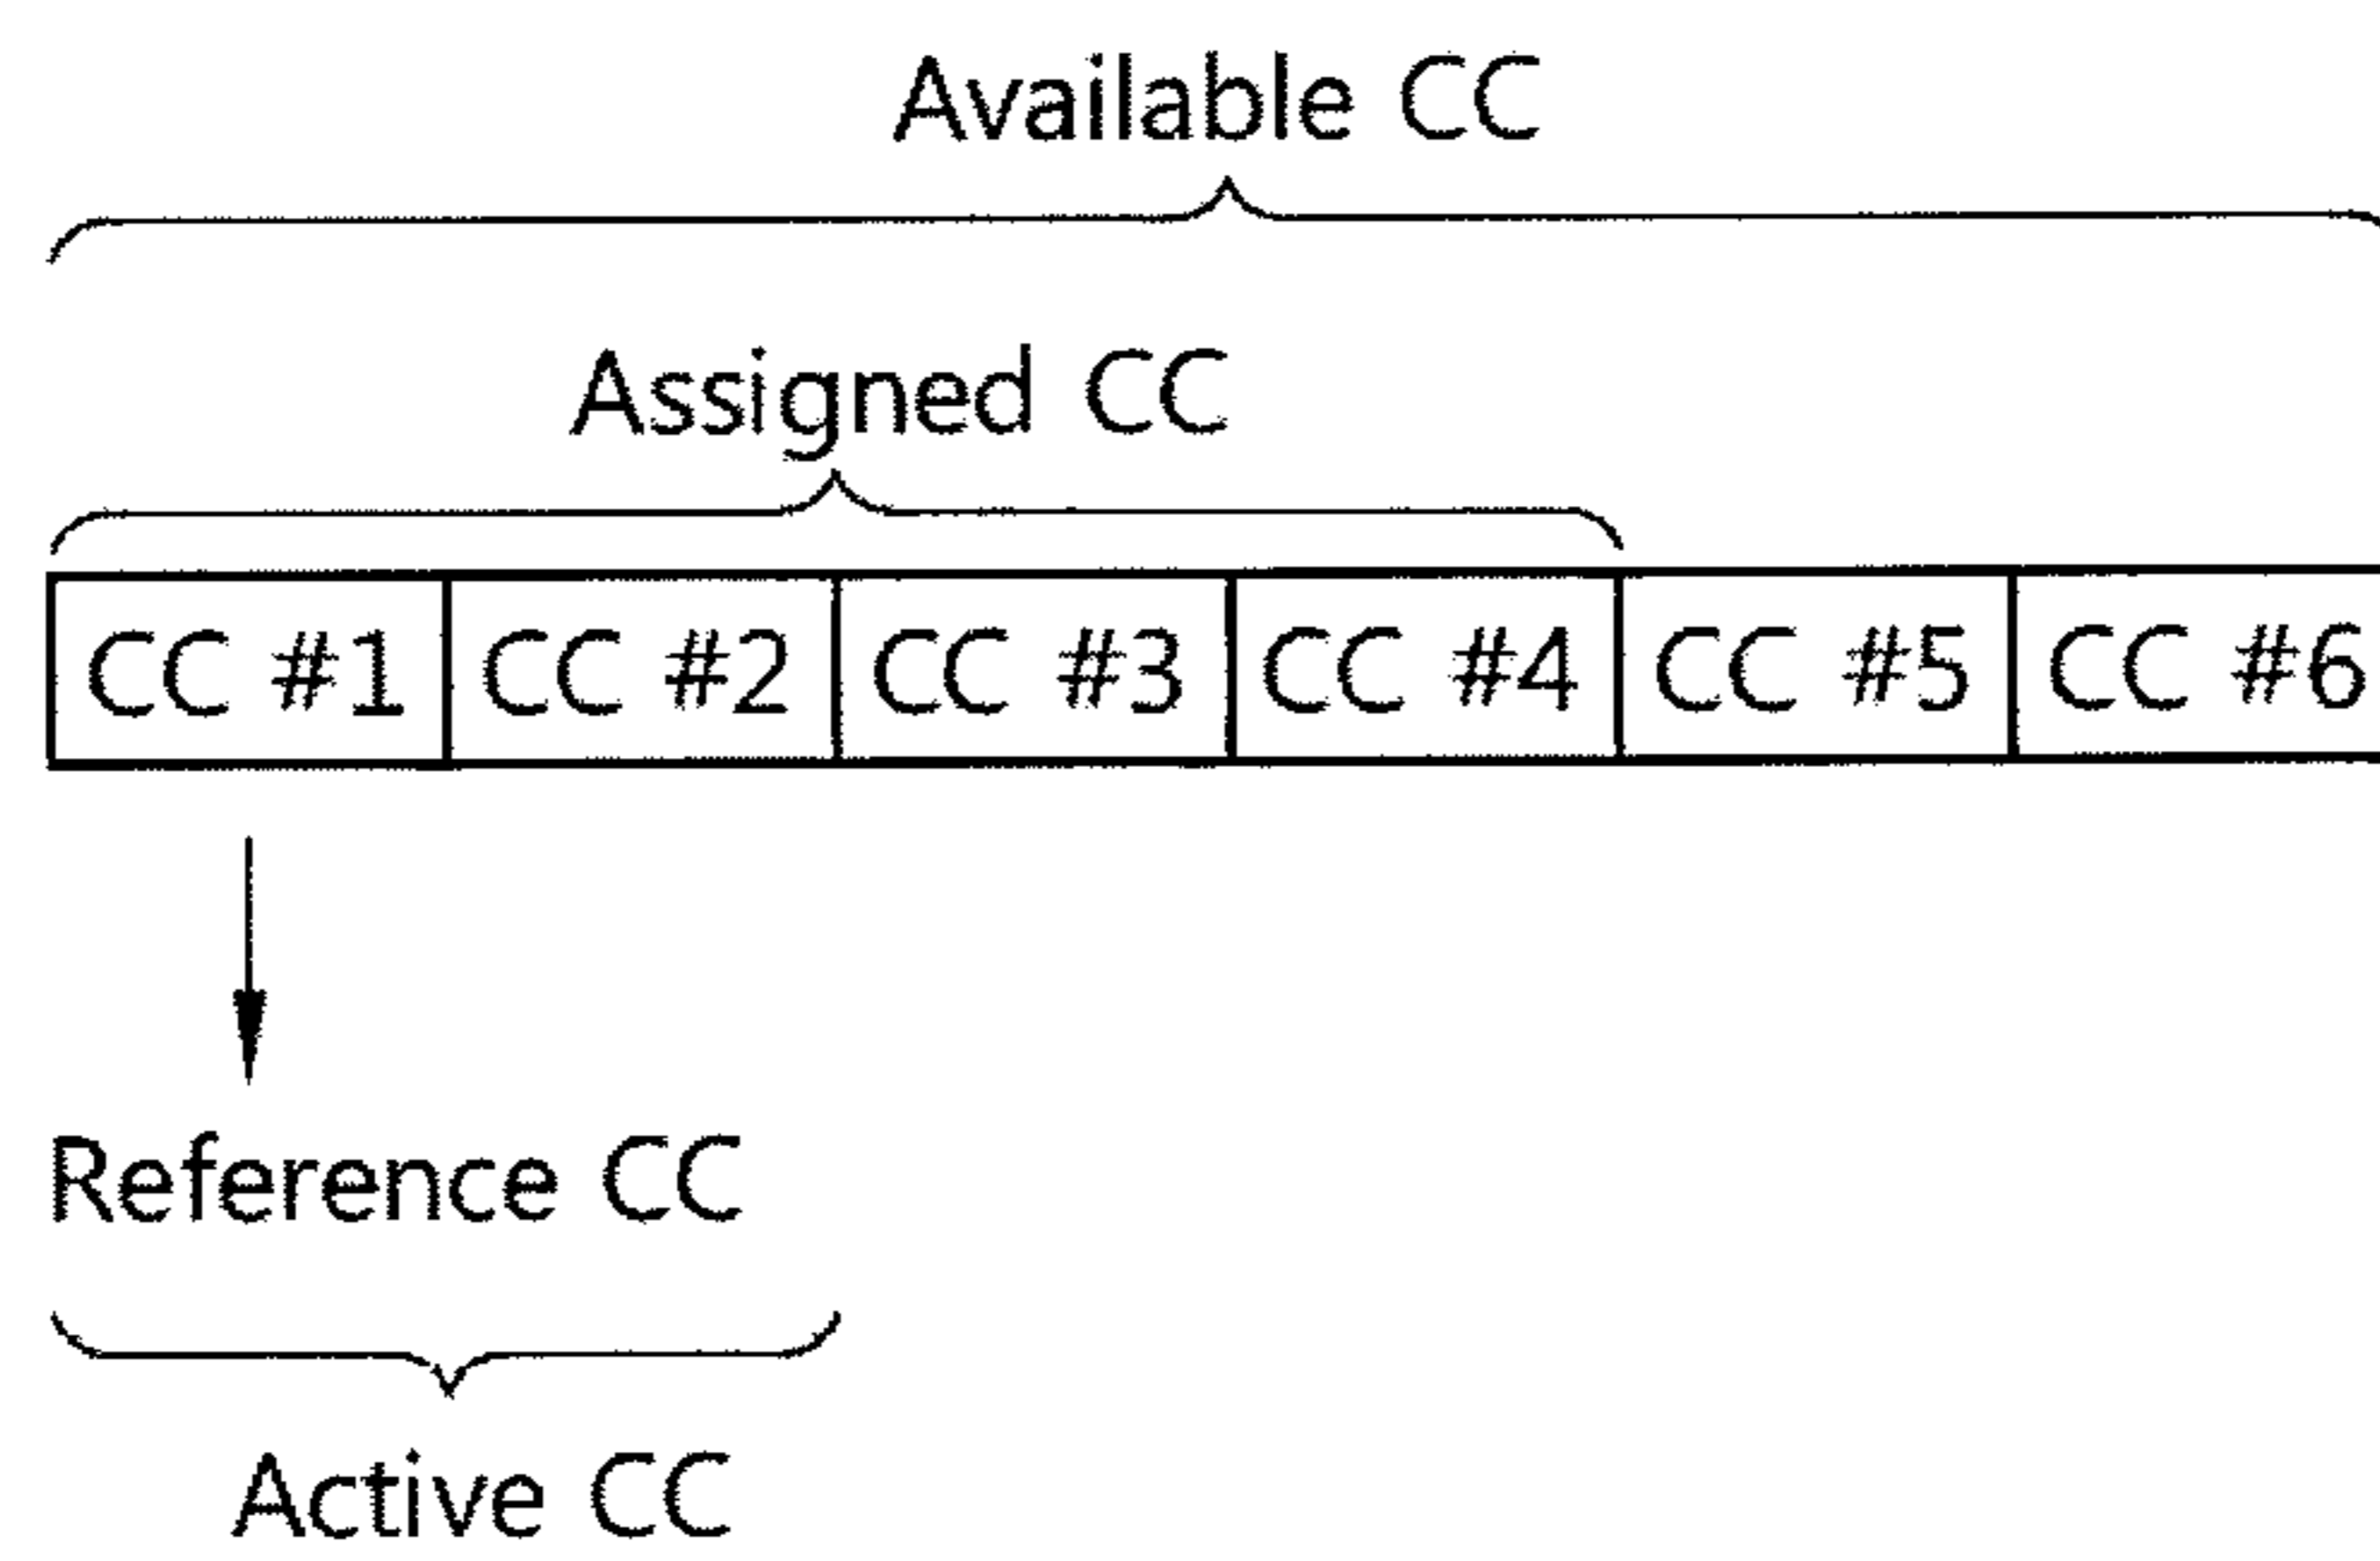 Available CC
Assigned CC
CC #1 CC #2 CC #3 CC #4 CC #5 CC #6
Reference CC
Active CC